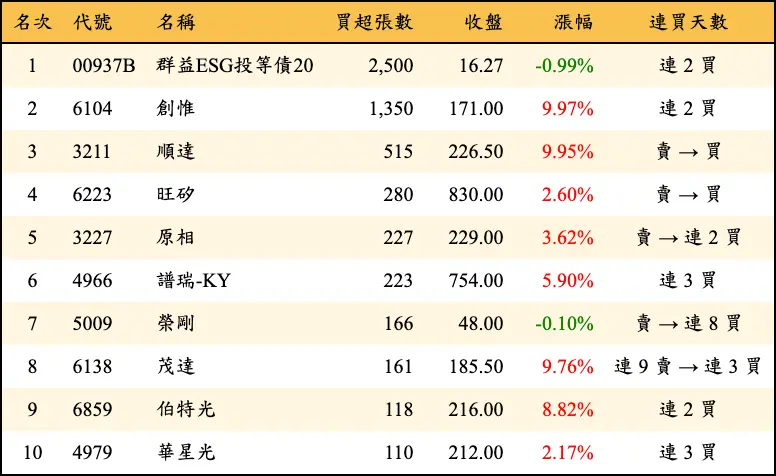 名次 代號 名稱 買超張數 收盤 漲幅 連買天數
1 00937B 群益ESG投等債20 2,500 16.27 -0.99% 連 2 買
2 6104 創惟 1,350 171.00 9.97% 連 2 買
3 3211 順達 515 226.50 9.95% 賣 → 買
4 6223 旺矽 280 830.00 2.60% 賣 → 買
5 3227 原相 227 229.00 3.62% 賣 → 連 2 買
6 4966 譜瑞-KY 223 754.00 5.90% 連 3 買
7 5009 榮剛 166 48.00 -0.10% 賣 → 連 8 買
8 6138 茂達 161 185.50 9.76% 連 9 賣 → 連 3 買
9 6859 伯特光 118 216.00 8.82% 連 2 買
10 4979 華星光 110 212.00 2.17% 連 3 買